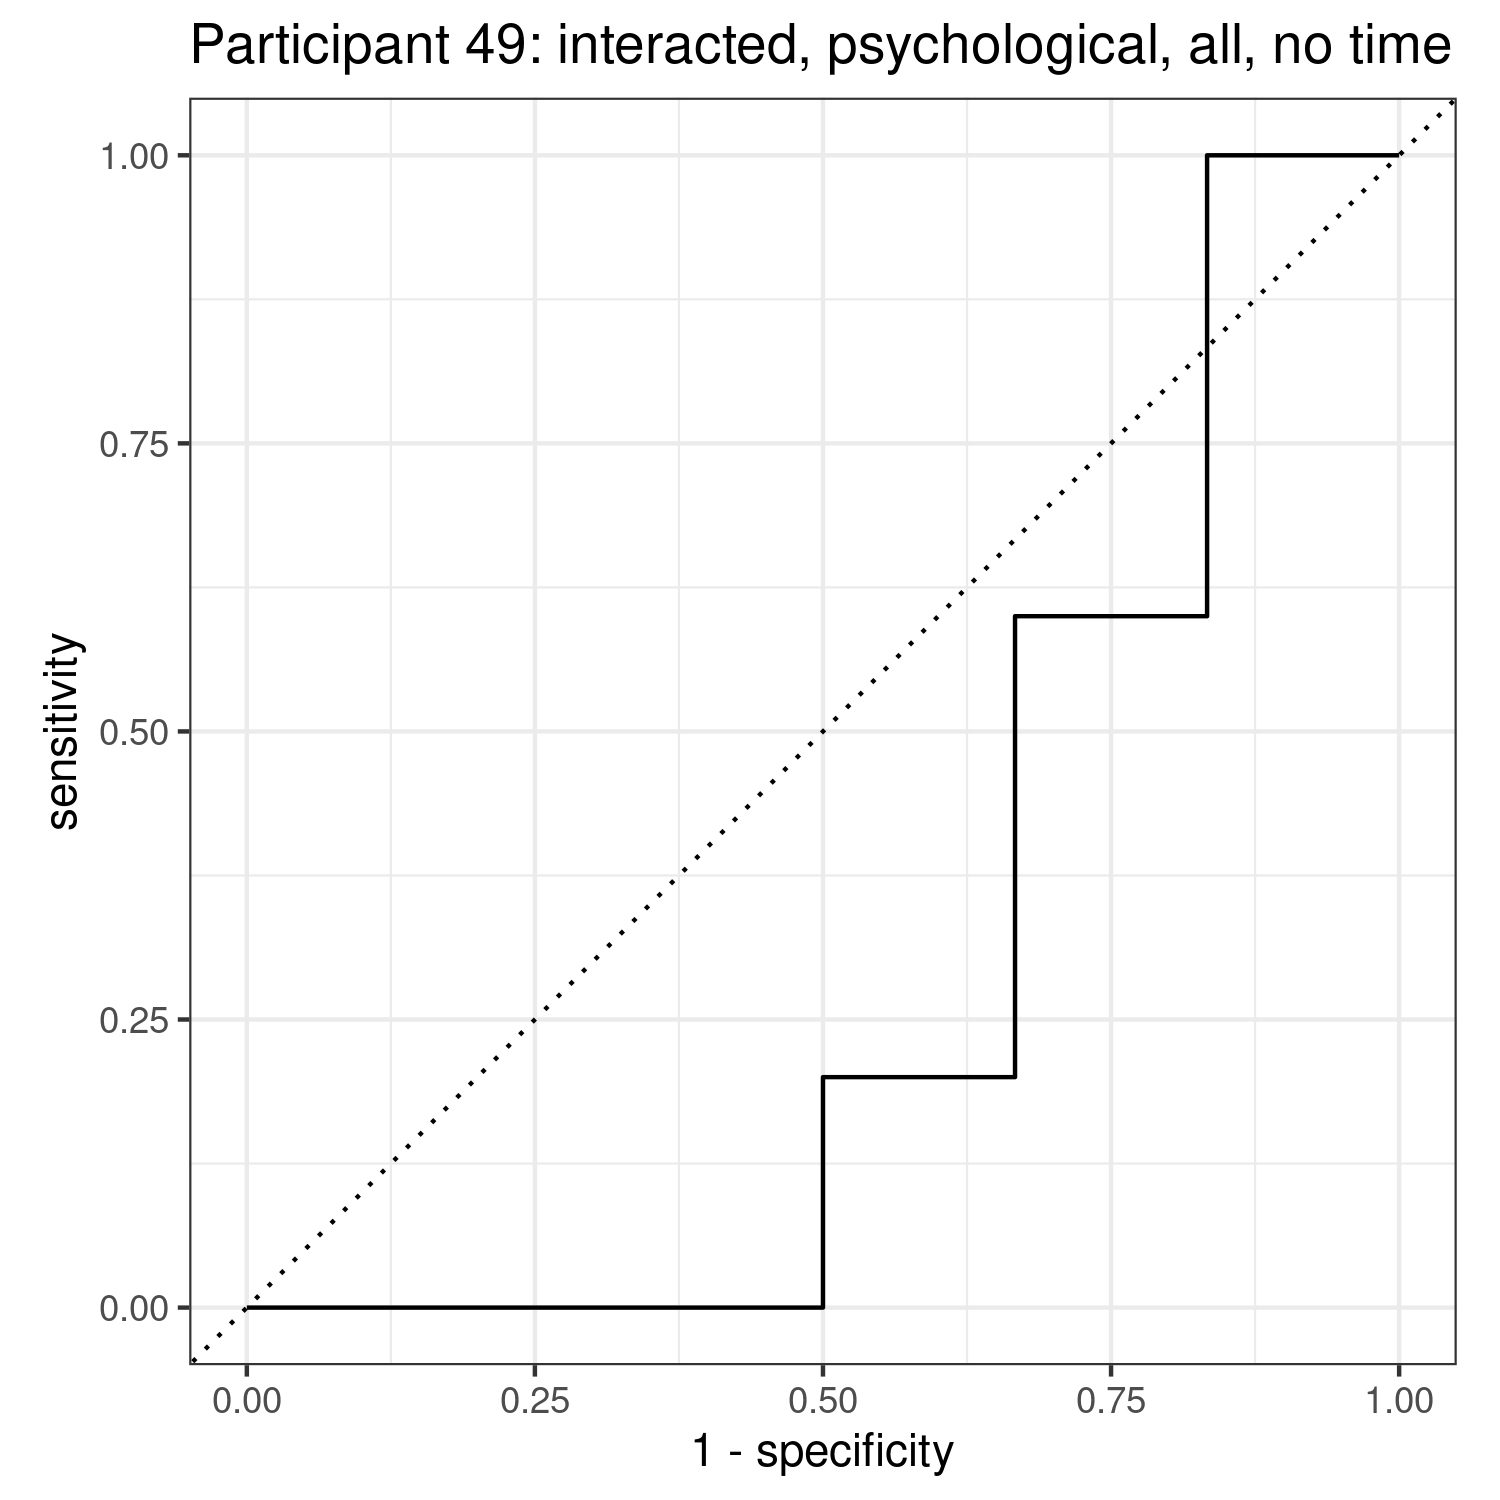 Participant 49: interacted, psychological, all, no time
1.00
0.75
0.50
0.25
0.00
sensitivity
0.00 0.25 0.50 0.75 1.00
1 - specificity